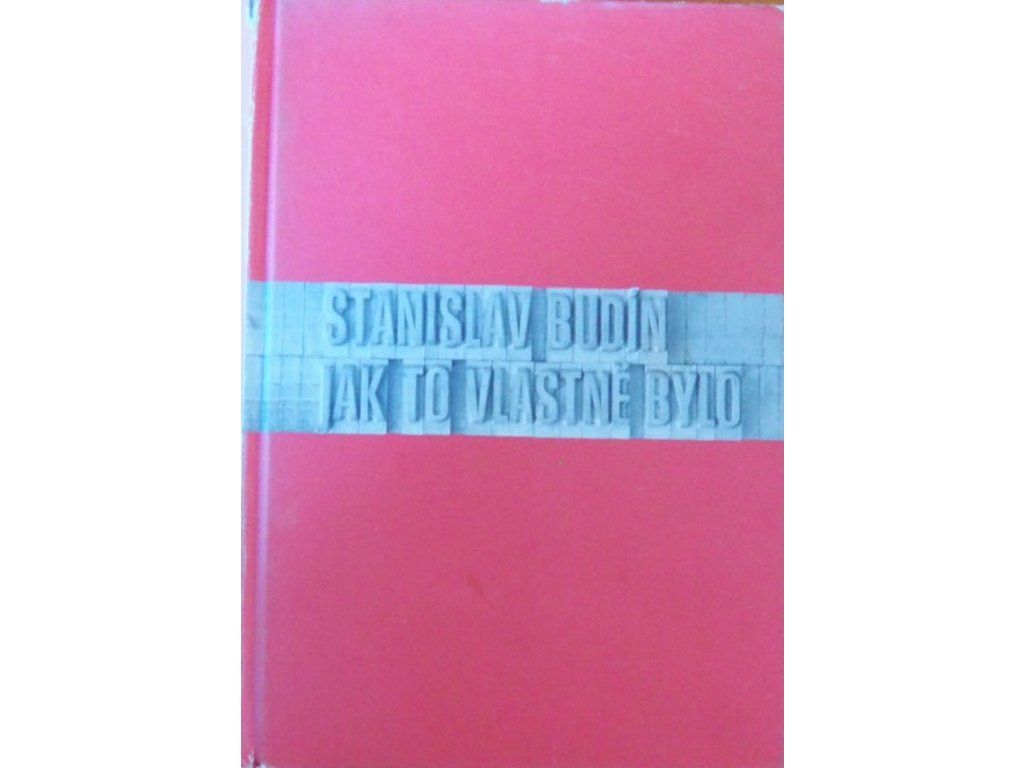 STANISLAV BUDÍN
JAK TO VLASTNĚ BYLO